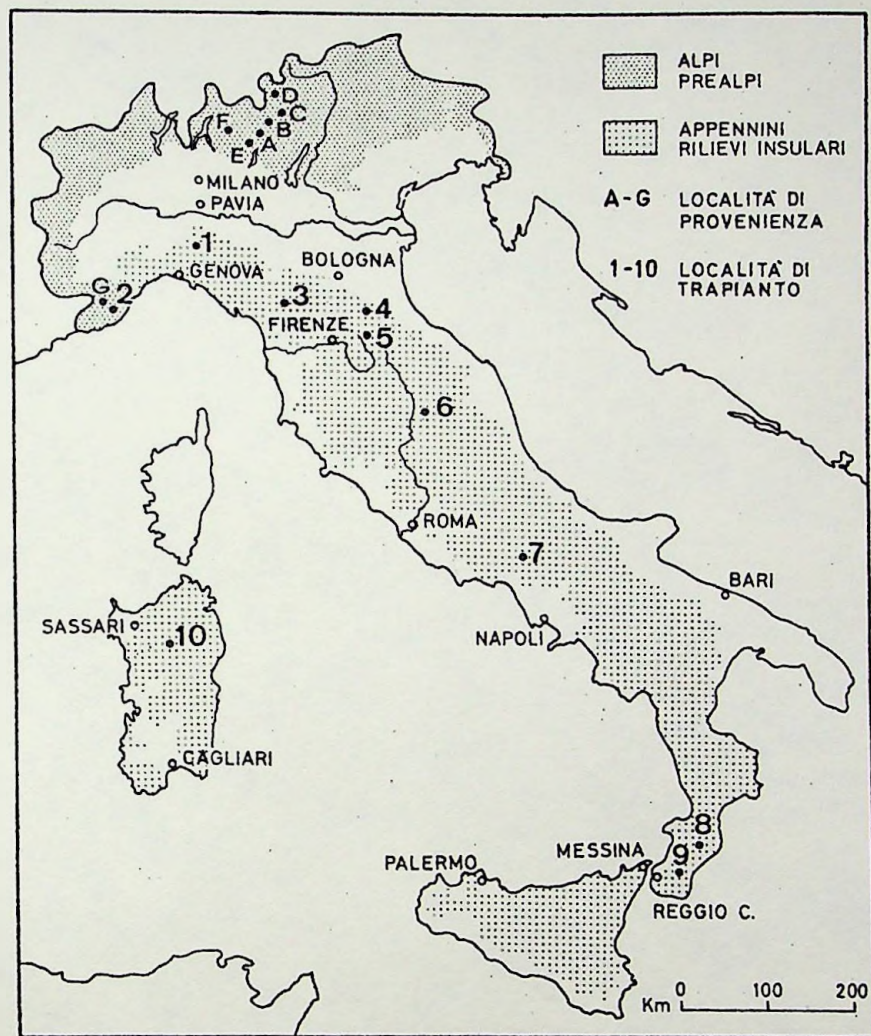 ALPI
PREALPI
APPENNINI
RILIEVI INSULARI
A-G LOCALITÀ DI
PROVENIENZA
1-10 LOCALITÀ DI
TRAPIANTO
D
C
F
B
A
E
MILANO
PAVIA
1
BOLOGNA
GENOVA
G
2
3
4
FIRENZE
5
6
ROMA
7
BARI
SASSARI
10
NAPOLI
CAGLIARI
8
MESSINA
9
PALERMO
REGGIO C.
Km 0 100 200